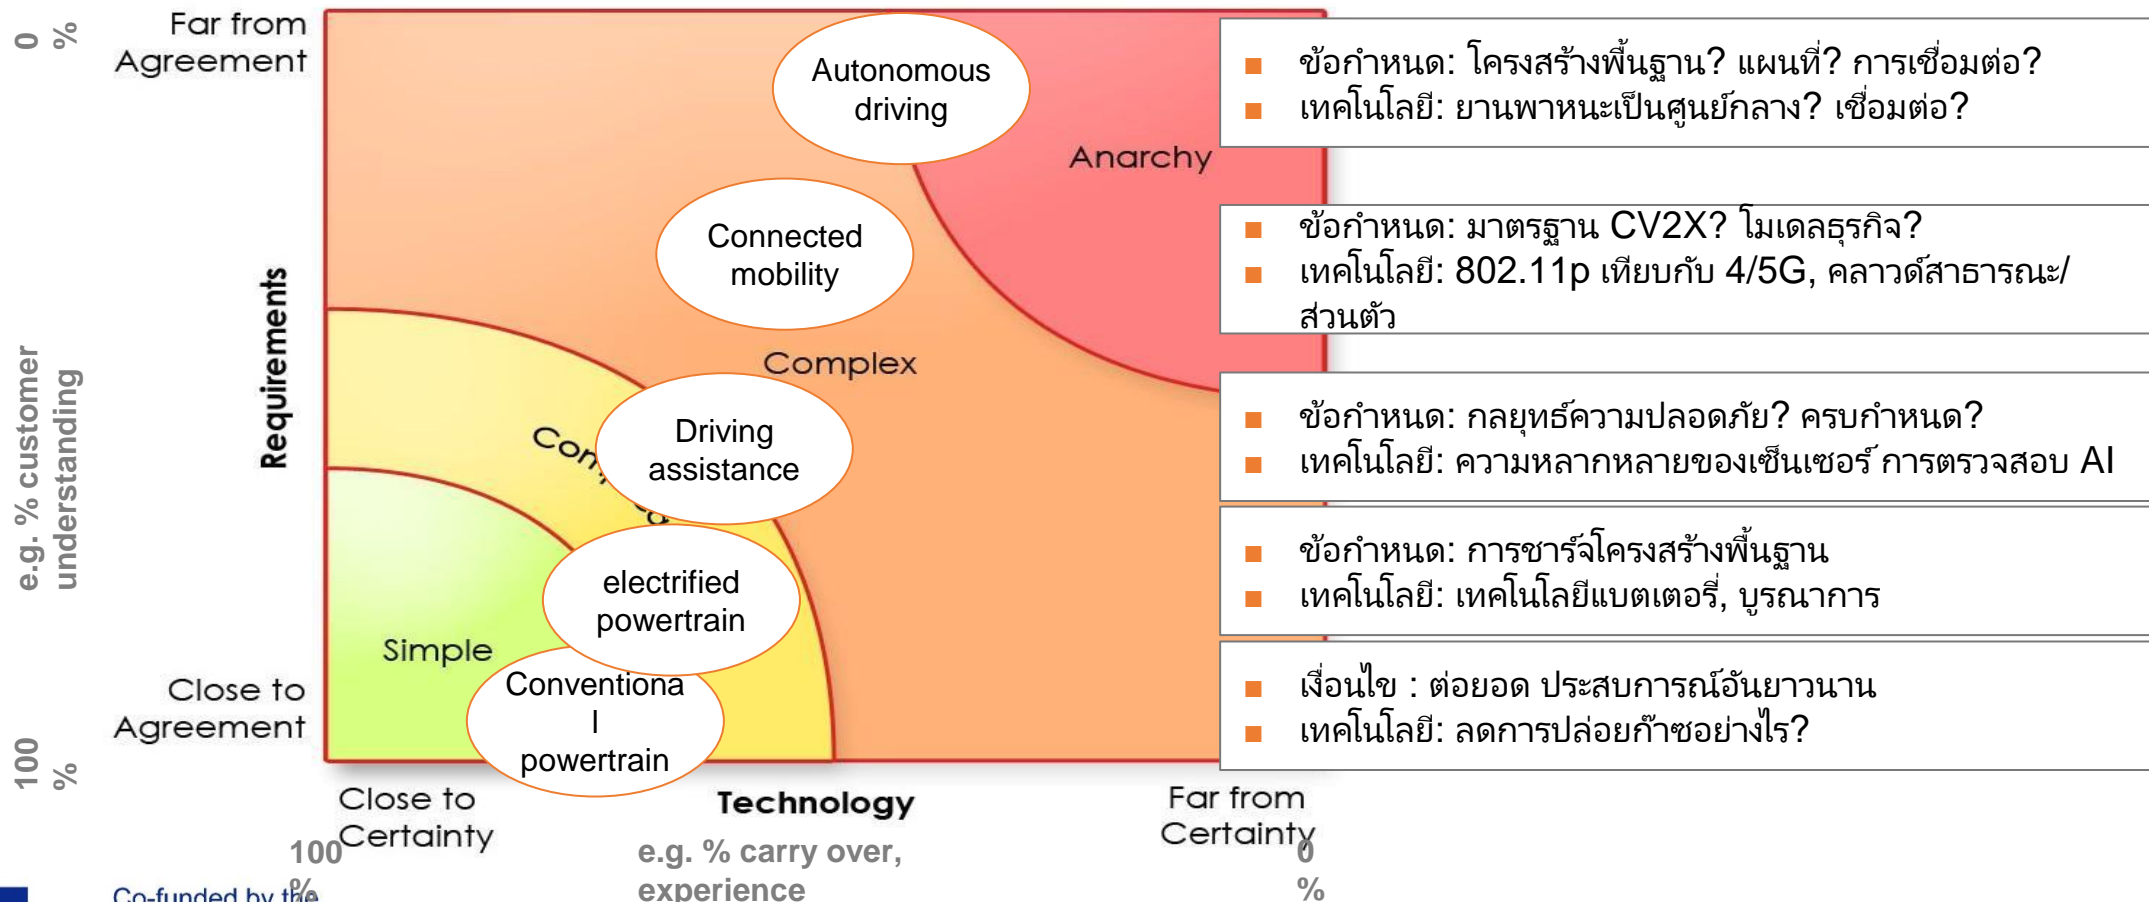 0
%
Far from
Agreement
Autonomous
driving
Anarchy
Connected
mobility
Requirements
Complex
e.g. % customer
understanding
Driving
assistance
electrified
powertrain
Simple
Conventiona
l
powertrain
Close to
Agreement
100
%
Close to
Certainty
Technology
Far from
Certainty
100
%
e.g. % carry over,
experience
0
%
Co-funded by the
■ ข้อกำหนด: โครงสร้างพื้นฐาน? แผนที่? การเชื่อมต่อ?
■ เทคโนโลยี: ยานพาหนะเป็นศูนย์กลาง? เชื่อมต่อ?
■ ข้อกำหนด: มาตรฐาน CV2X? โมเดลธุรกิจ?
■ เทคโนโลยี: 802.11p เทียบกับ 4/5G, คลาวด์สาธารณะ/
ส่วนตัว
■ ข้อกำหนด: กลยุทธ์ความปลอดภัย? ครบกำหนด?
■ เทคโนโลยี: ความหลากหลายของเซ็นเซอร์ การตรวจสอบ AI
■ ข้อกำหนด: การชาร์จโครงสร้างพื้นฐาน
■ เทคโนโลยี: เทคโนโลยีแบตเตอรี่, บูรณาการ
■ เงื่อนไข : ต่อยอด ประสบการณ์อันยาวนาน
■ เทคโนโลยี: ลดการปล่อยก๊าซอย่างไร?